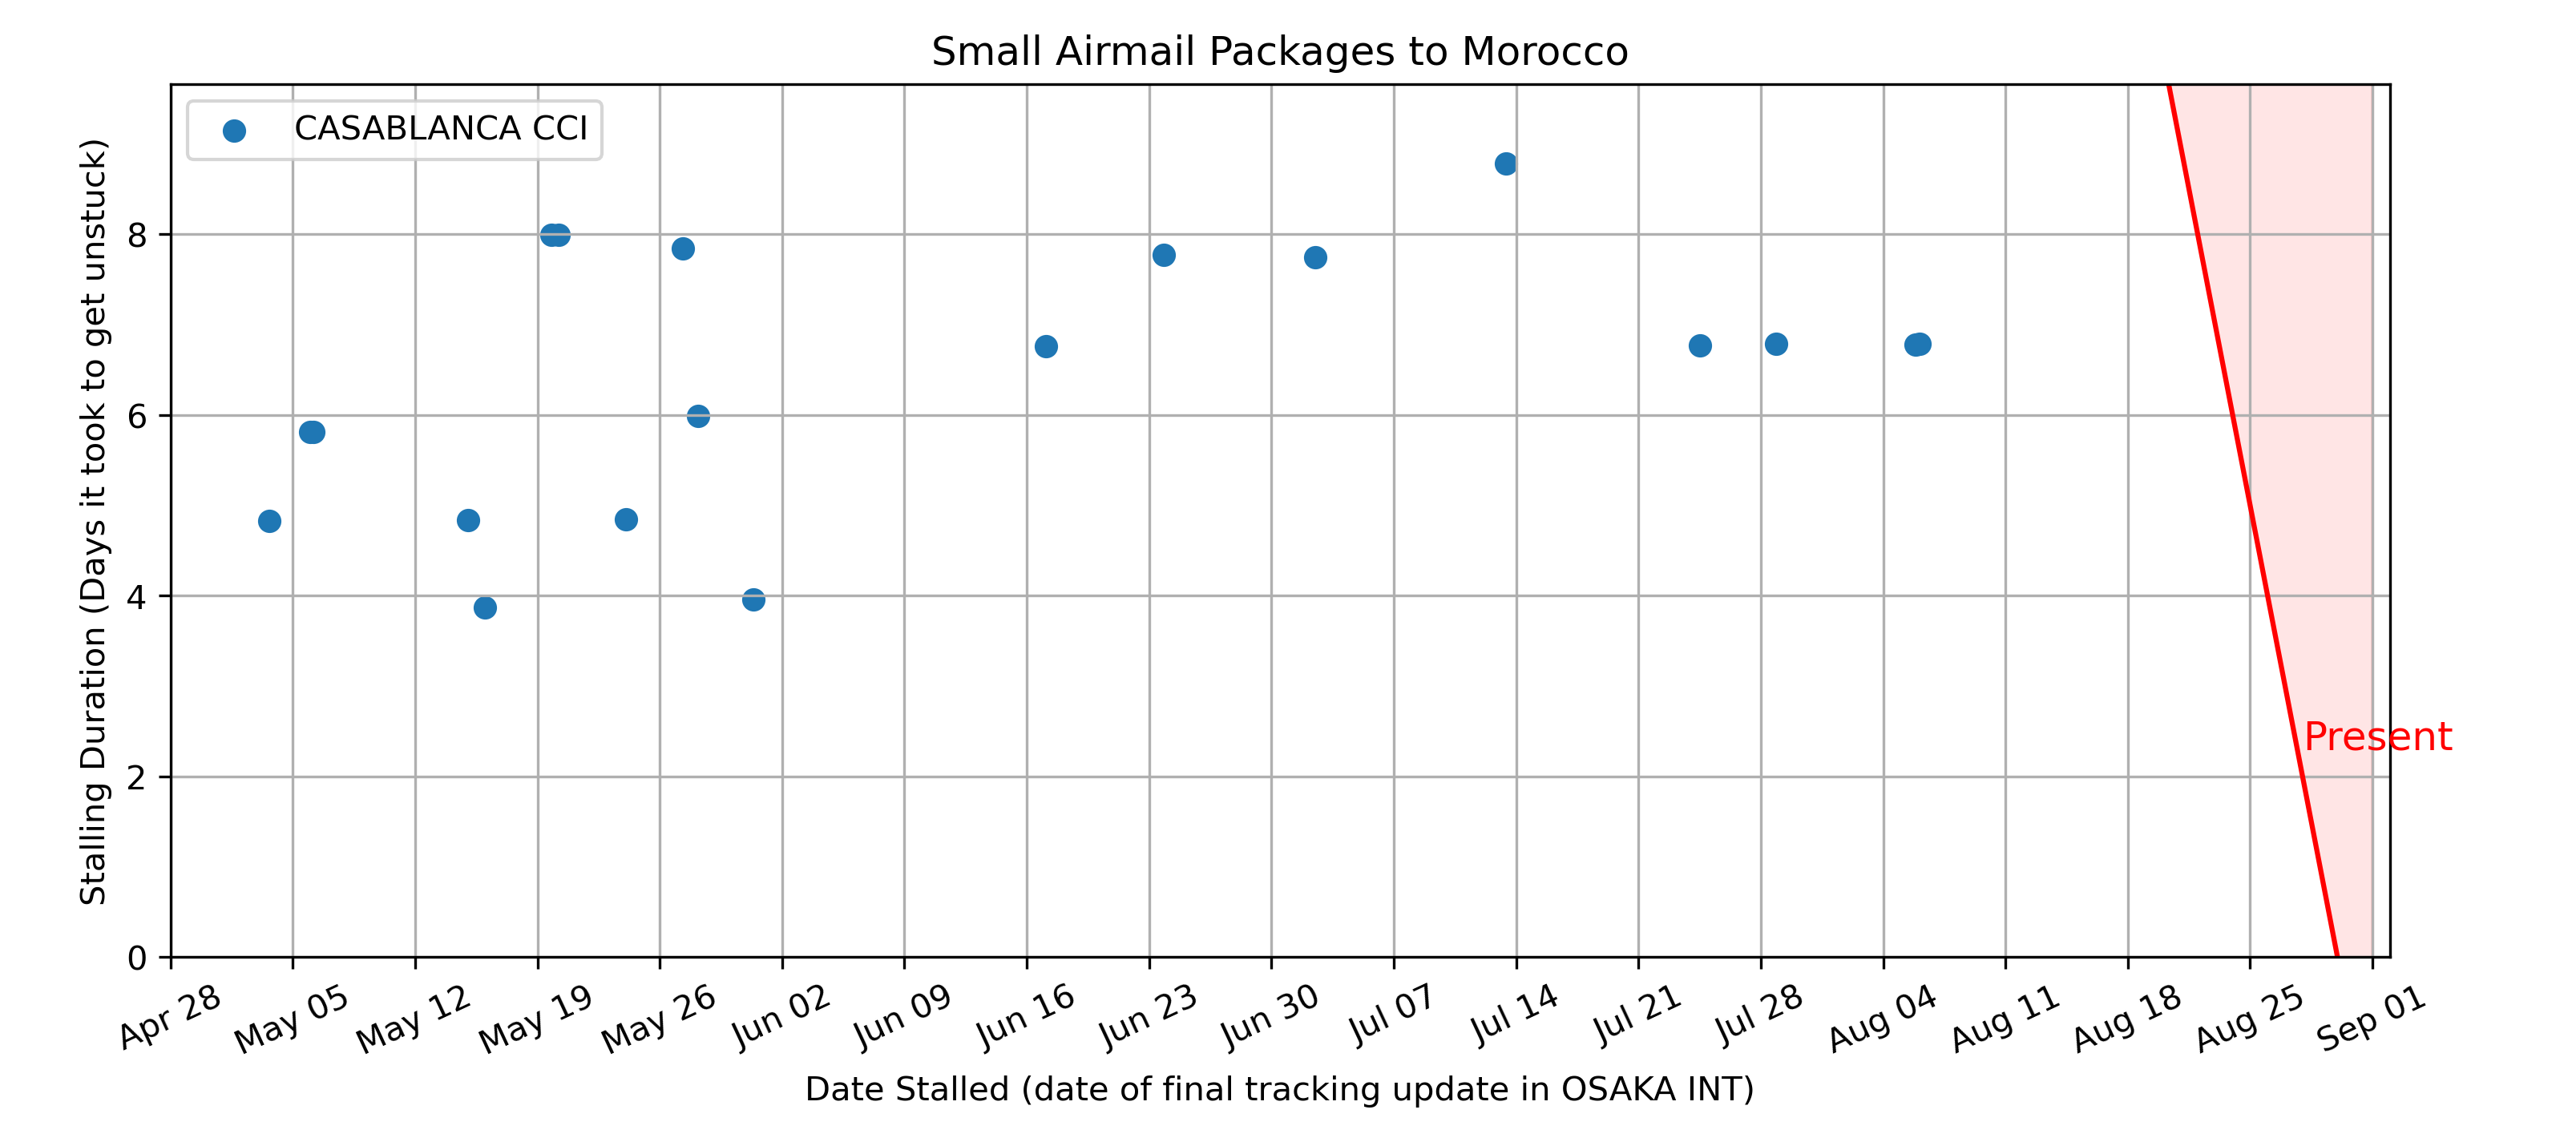 Small Airmail Packages to Morocco
CASABLANCA CCI
Stalling Duration (Days it took to get unstuck)
8
6
4
2
0
Present
Apr 28
May 05
May 12
May 19
May 26
Jun 02
Jun 09
Jun 16
Jun 23
Jun 30
Jul 07
Jul 14
Jul 21
Jul 28
Aug 04
Aug 11
Aug 18
Aug 25
Sep 01
Date Stalled (date of final tracking update in OSAKA INT)